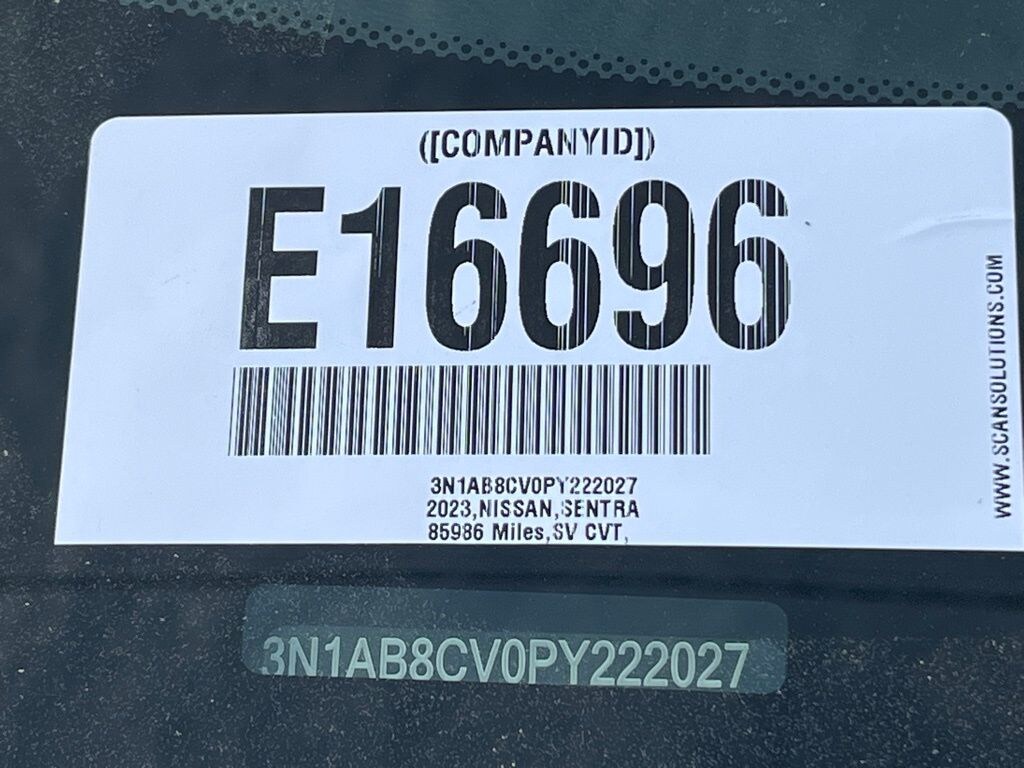 ([COMPANYID])
E16696
3N1AB8CV0PY222027
2023,NISSAN,SENTRA
85986 Miles,SV CVT,
WWW.SCANSOLUTIONS.COM
3N1AB8CV0PY222027